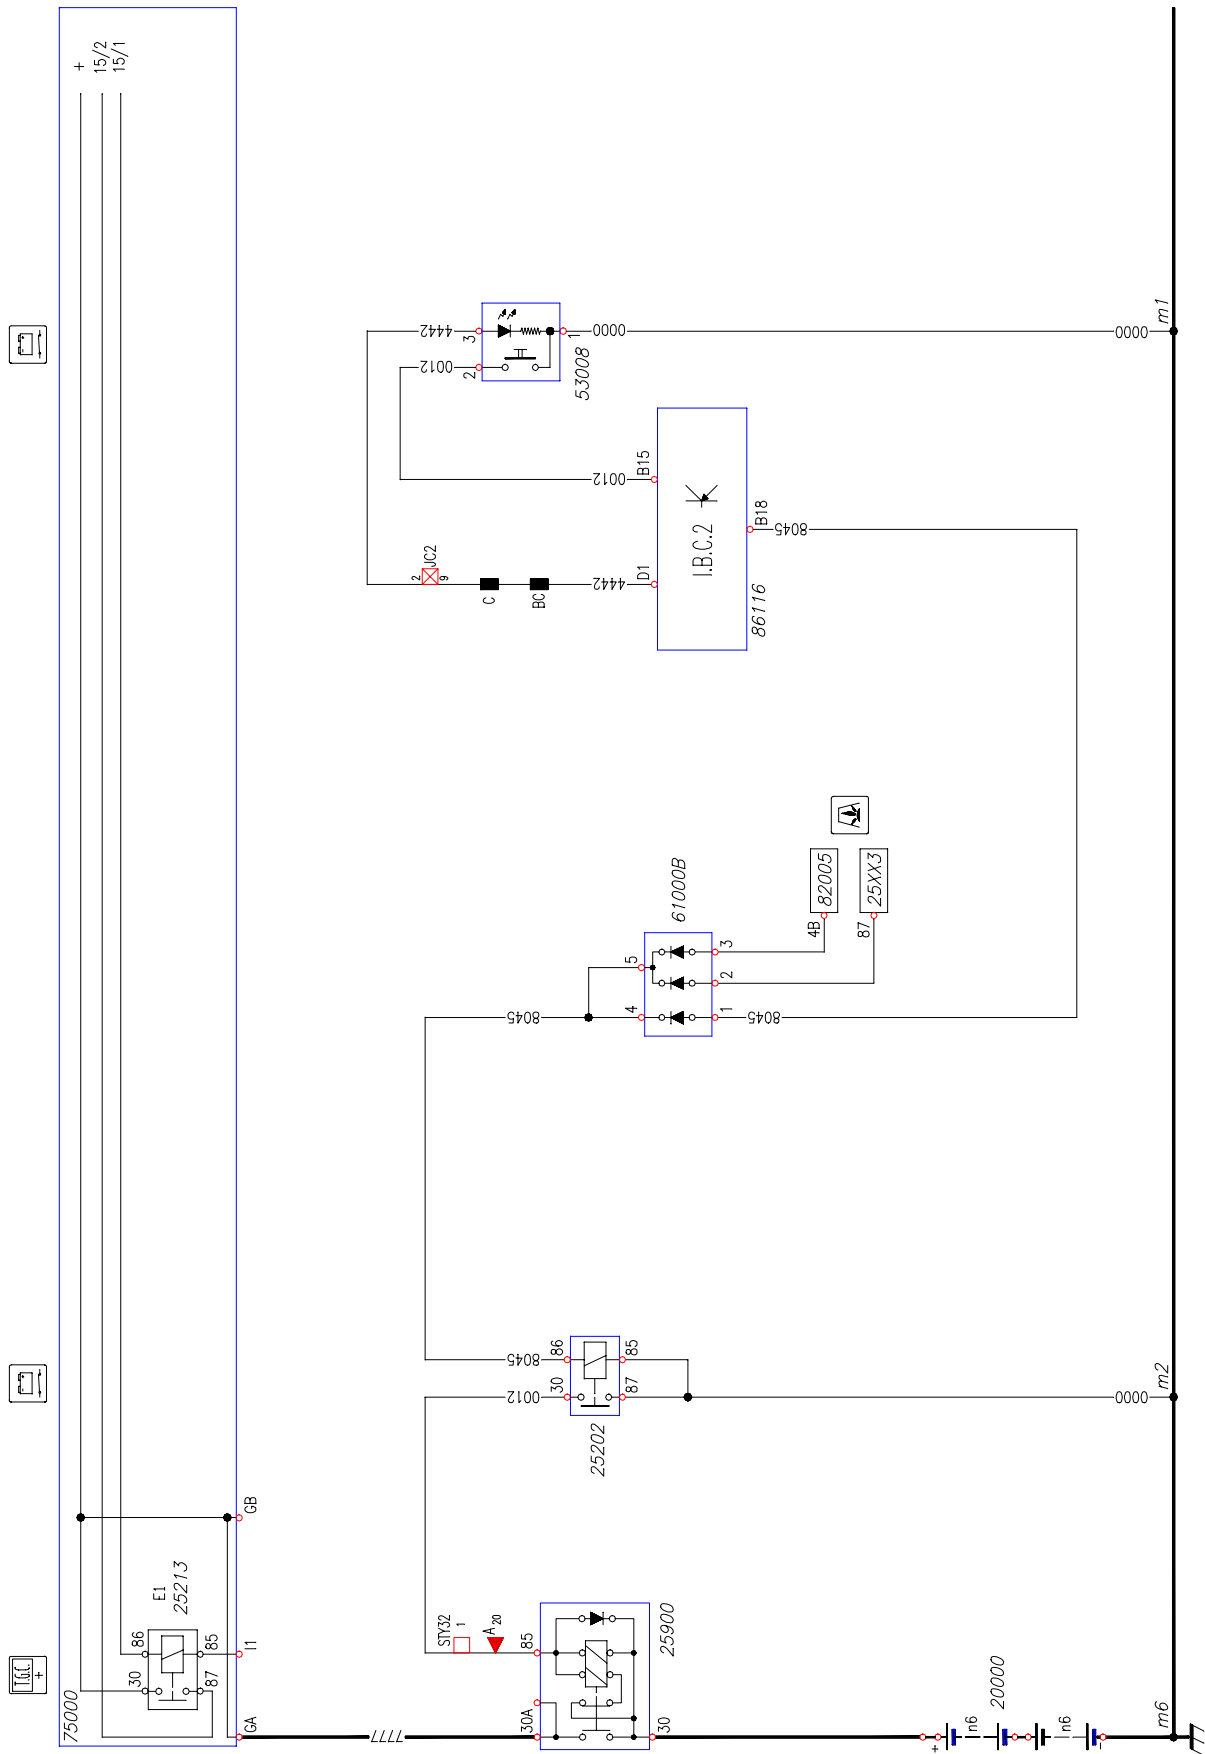 +
15/2
15/1
4442
3
0000
1
0000
m1
0012
2
53008
B15
0012
I.B.C.2
B18
8045
86116
2
JC2
9
C
BC
4442
D1
61000B
82005
4B
25XX3
87
5
3
2
8045
4
1
8045
8045
86
85
0012
30
87
0000
m2
25202
GB
E1
25213
86
85
I1
30
87
T.G.C.
+
75000
GA
7777
STY32
1
A 20
85
25900
30A
30
20000
+
n6
n6
-
m6